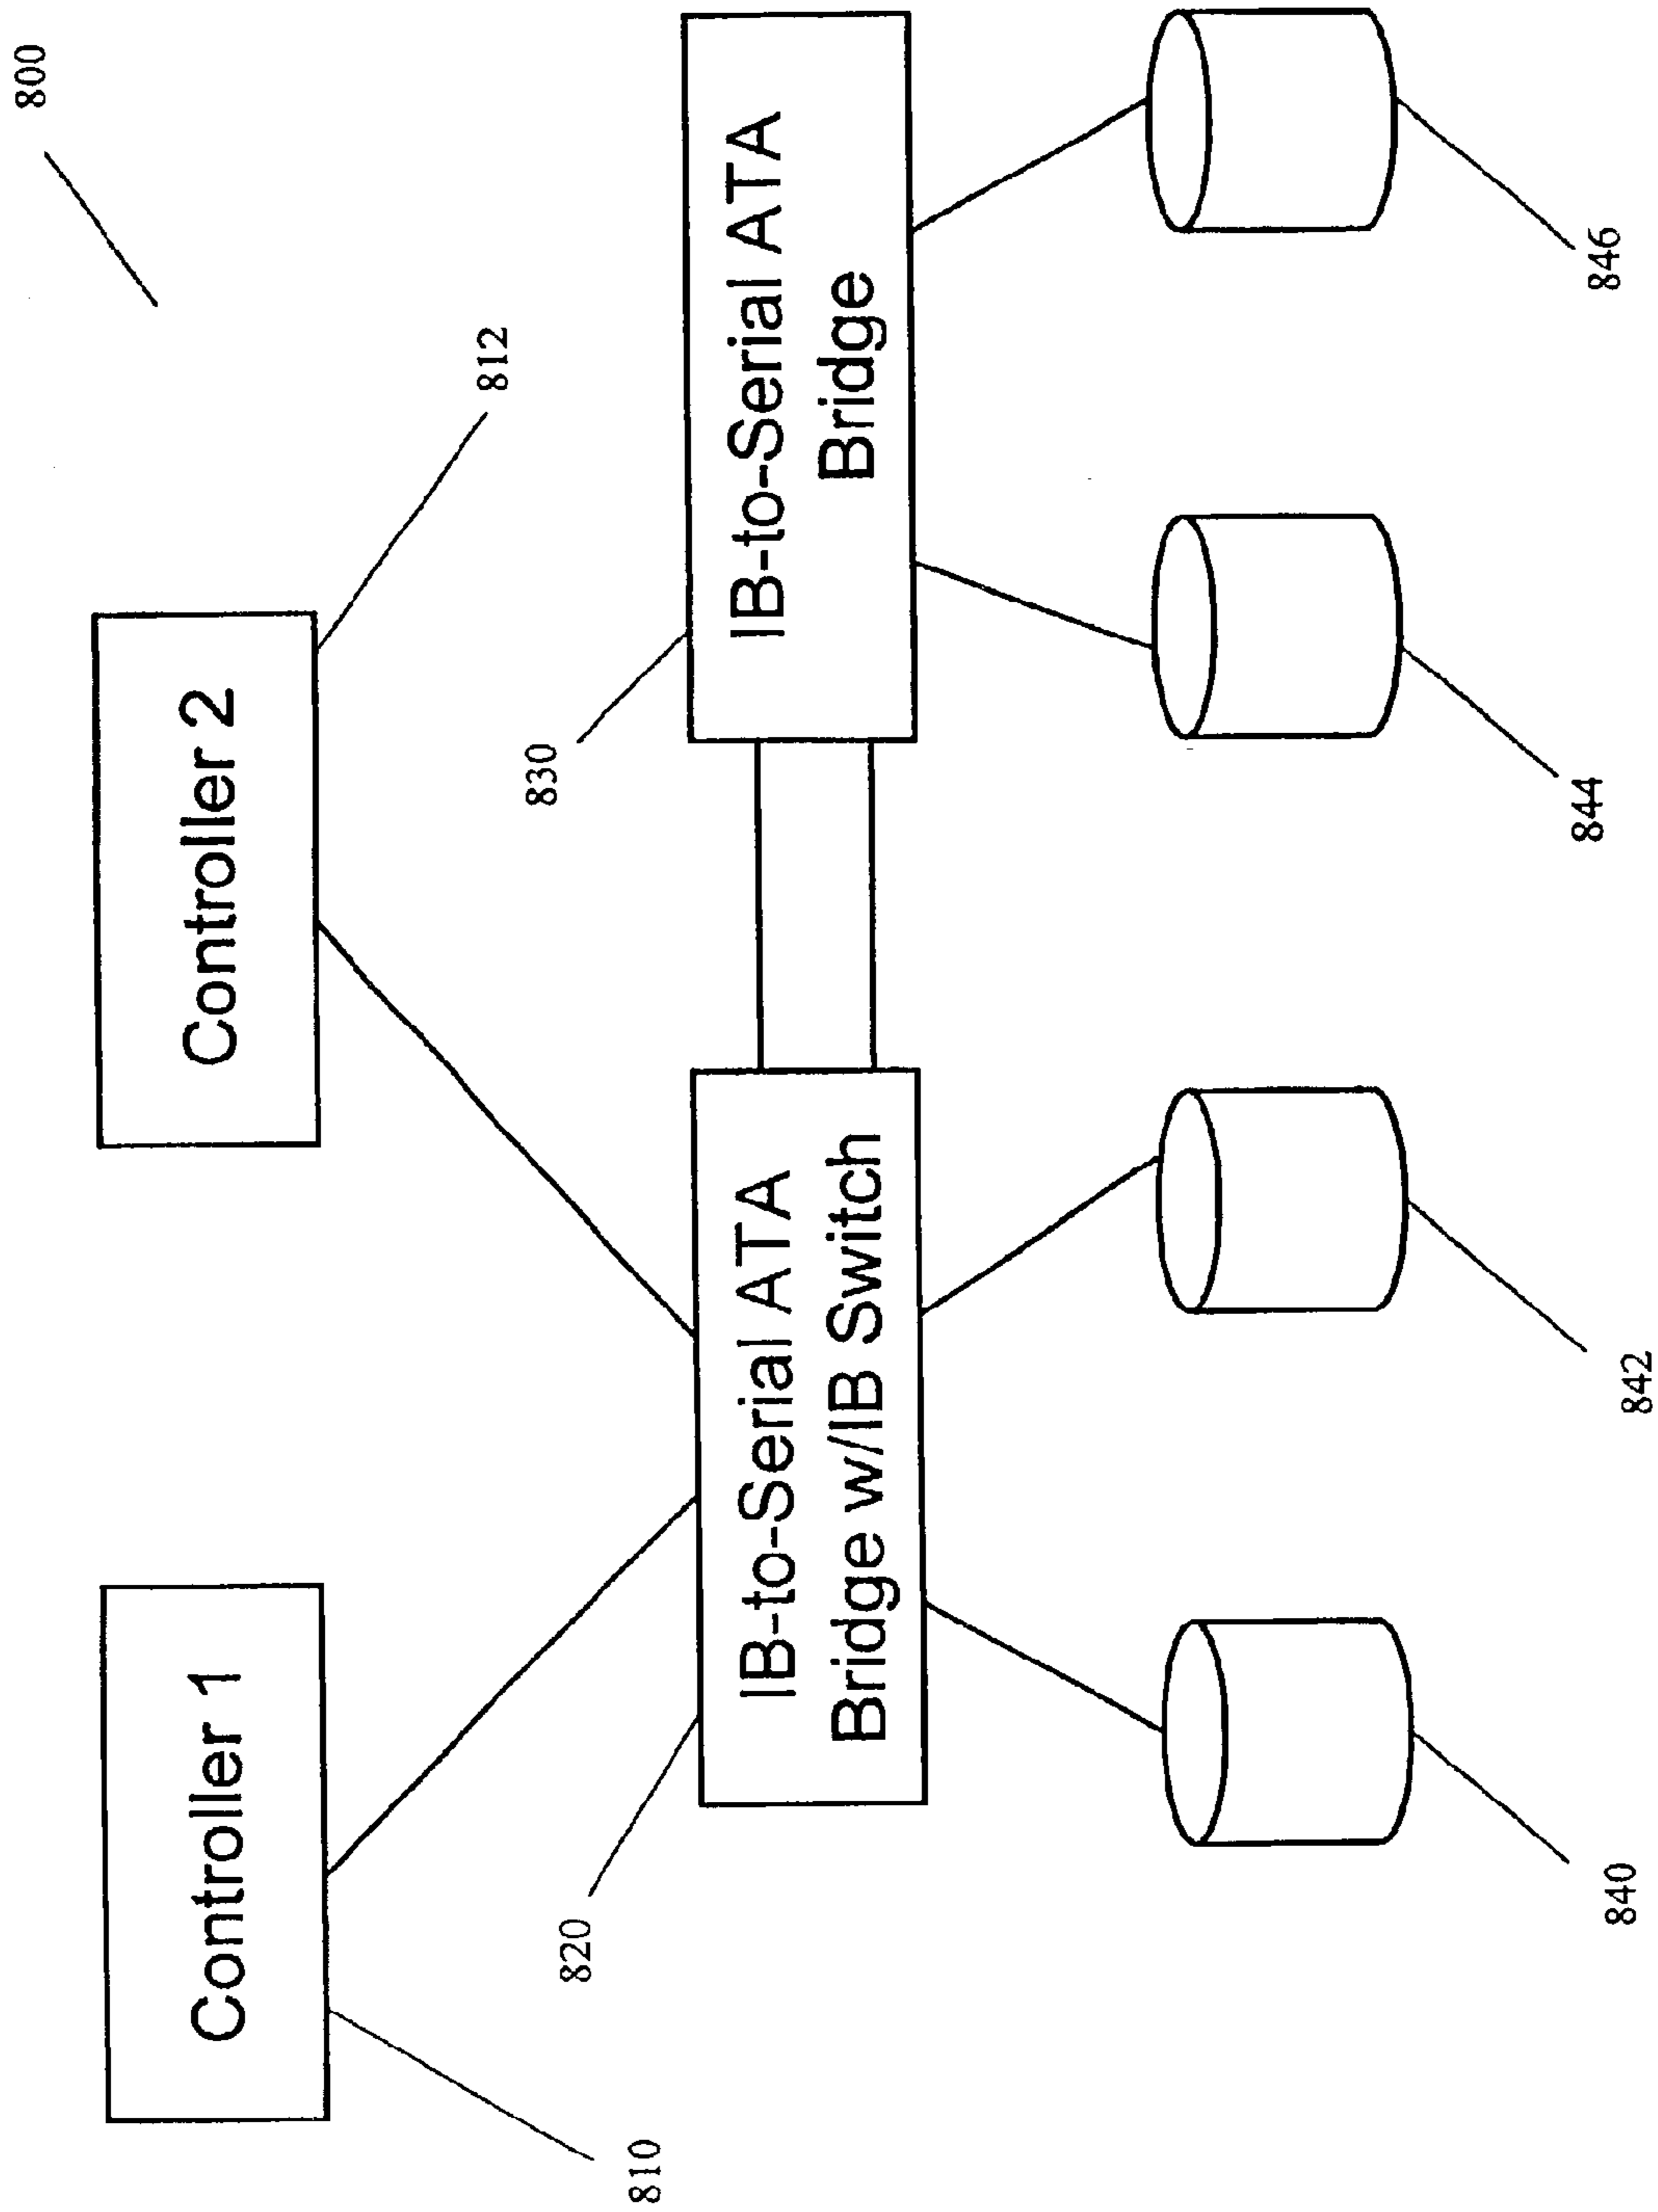 800
Controller 1
Controller 2
810
812
820
830
IB-to-Serial ATA
Bridge w/IB Switch
IB-to-Serial ATA
Bridge
840
842
844
846